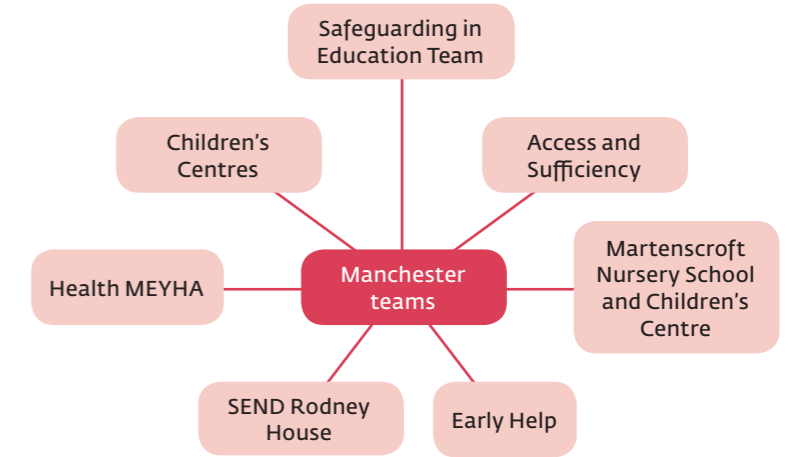 Safeguarding in
Education Team
Children's
Centres
Access and
Sufficiency
Health MEYHA
Manchester
teams
Martenscroft
Nursery School
and Children's
Centre
SEND Rodney
House
Early Help